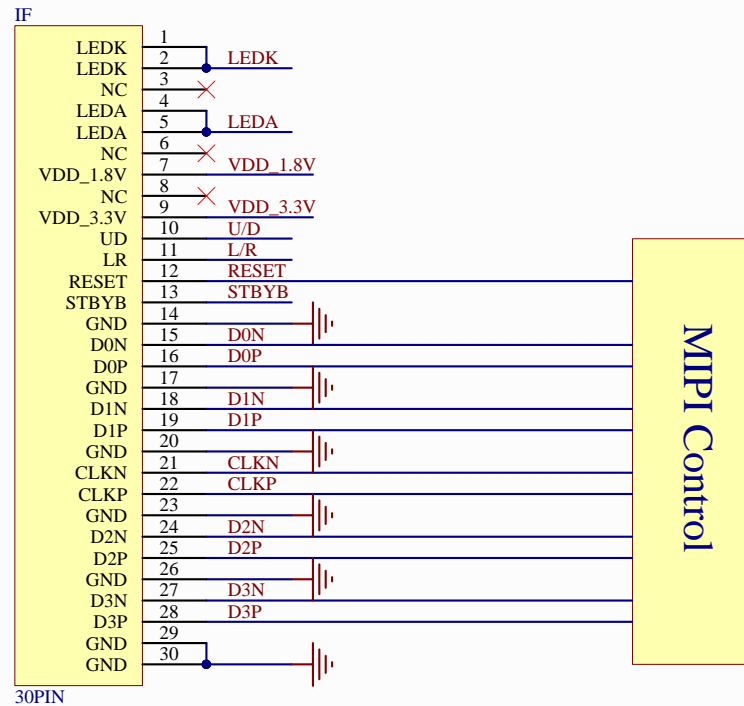 IF
LEDK 1
LEDK 2 LEDK
NC 3
LEDA 4
LEDA 5 LEDA
NC 6
VDD_1.8V 7 VDD_1.8V
NC 8
VDD_3.3V 9 VDD_3.3V
UD 10 U/D
LR 11 L/R
RESET 12 RESET
STBYB 13 STBYB
GND 14
D0N 15 D0N
D0P 16 D0P
GND 17
D1N 18 D1N
D1P 19 D1P
GND 20
CLKN 21 CLKN
CLKP 22 CLKP
GND 23
D2N 24 D2N
D2P 25 D2P
GND 26
D3N 27 D3N
D3P 28 D3P
GND 29
GND 30
30PIN
MIPI Control